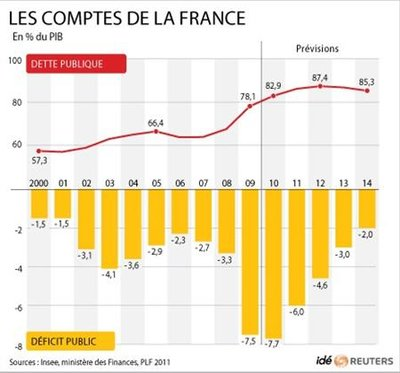 LES COMPTES DE LA FRANCE
En % du PIB
Prévisions
100
DETTE PUBLIQUE
80
60
57,3
66,4
78,1
82,9
87,4
85,3
2000 01 02 03 04 05 06 07 08 09 10 11 12 13 14
-2
-4
-6
-8
-1,5 -1,5 -3,1 -4,1 -3,6 -2,9 -2,3 -2,7 -3,3 -7,5 -7,7 -6,0 -4,6 -3,0 -2,0
DÉFICIT PUBLIC
Sources : Insee, ministère des Finances, PLF 2011
idé REUTERS